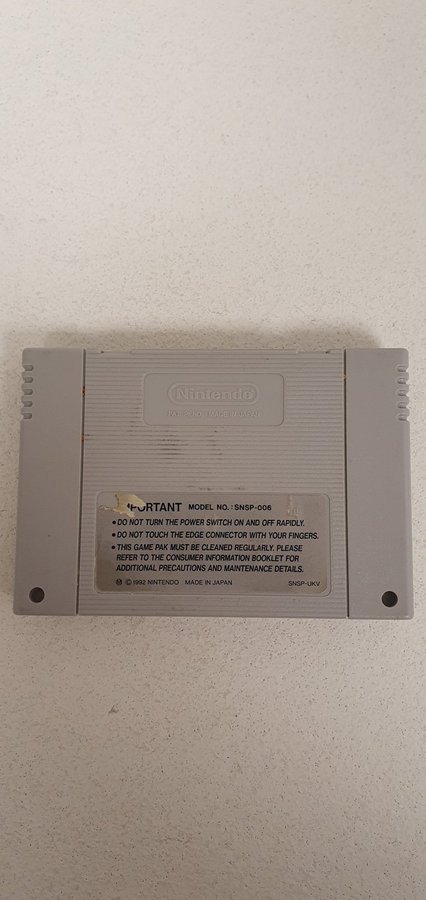 Nintendo
PAT. PEND. MADE IN JAPAN
PORTANT MODEL NO.: SNSP-006
• DO NOT TURN THE POWER SWITCH ON AND OFF RAPIDLY.
• DO NOT TOUCH THE EDGE CONNECTOR WITH YOUR FINGERS.
• THIS GAME PAK MUST BE CLEANED REGULARLY. PLEASE
REFER TO THE CONSUMER INFORMATION BOOKLET FOR
ADDITIONAL PRECAUTIONS AND MAINTENANCE DETAILS.
Ⓜ © 1992 NINTENDO MADE IN JAPAN SNSP-UKV